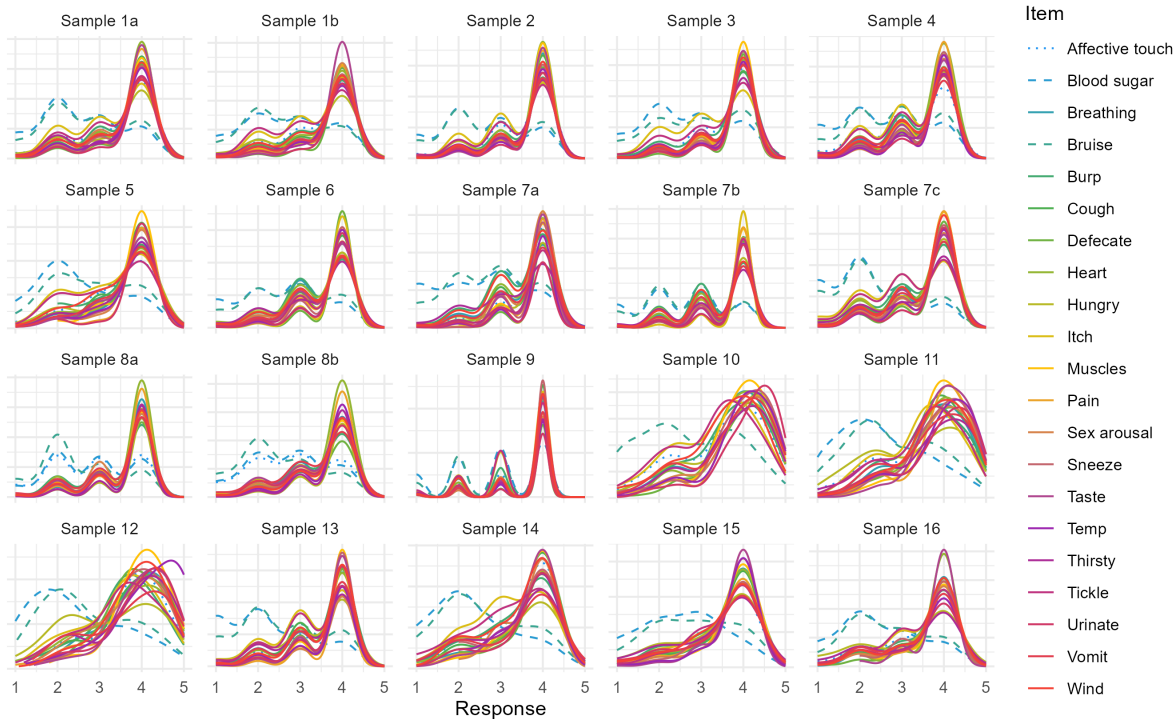 Sample 1a Sample 1b Sample 2 Sample 3 Sample 4
Sample 5 Sample 6 Sample 7a Sample 7b Sample 7c
Sample 8a Sample 8b Sample 9 Sample 10 Sample 11
Sample 12 Sample 13 Sample 14 Sample 15 Sample 16
1 2 3 4 5 1 2 3 4 5 1 2 3 4 5 1 2 3 4 5 1 2 3 4 5
Response
Item
Affective touch
Blood sugar
Breathing
Bruise
Burp
Cough
Defecate
Heart
Hungry
Itch
Muscles
Pain
Sex arousal
Sneeze
Taste
Temp
Thirsty
Tickle
Urinate
Vomit
Wind